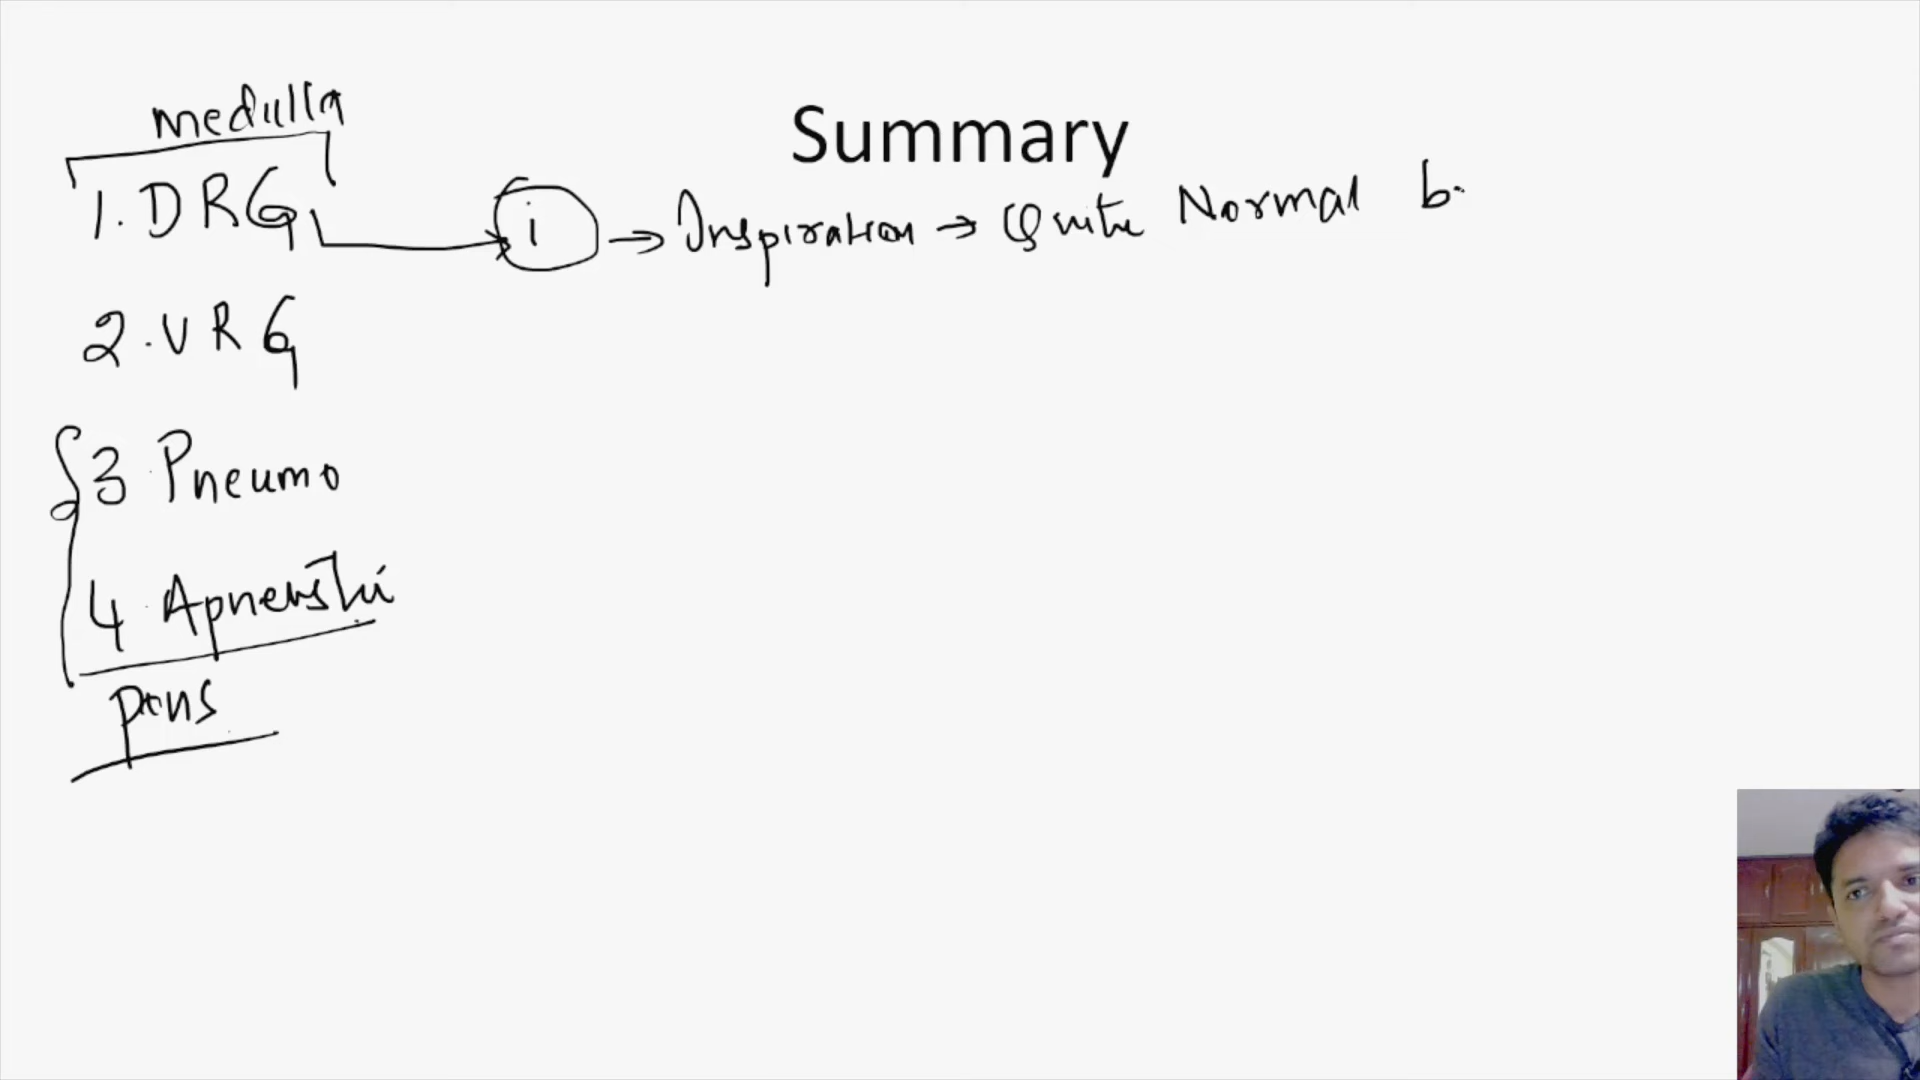 Summary
medulla
1. DRG → i → Inspiration → Quite Normal b
2. VRG
3 Pneumo
4. Apneusti
pons